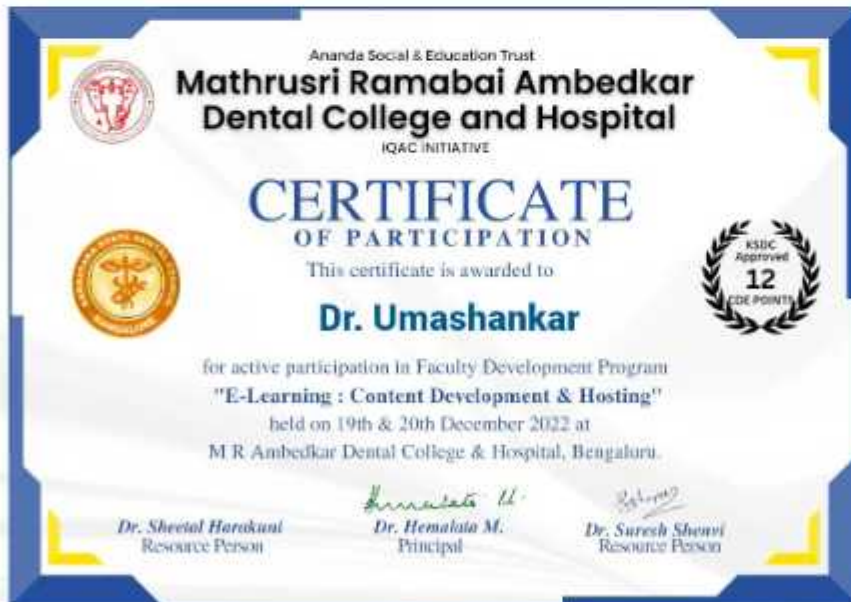 Ananda Social & Education Trust
Mathrusri Ramabai Ambedkar
Dental College and Hospital
IQAC INITIATIVE
CERTIFICATE
OF PARTICIPATION
This certificate is awarded to
KSDC
Approved
12
CDE POINTS
BANGALORE
Dr. Umashankar
for active participation in Faculty Development Program
"E-Learning : Content Development & Hosting"
held on 19th & 20th December 2022 at
M R Ambedkar Dental College & Hospital, Bengaluru.
Hemalata M.
Dr. Sheetal Harakuni
Resource Person
Dr. Hemalata M.
Principal
Dr. Suresh Shenvi
Resource Person